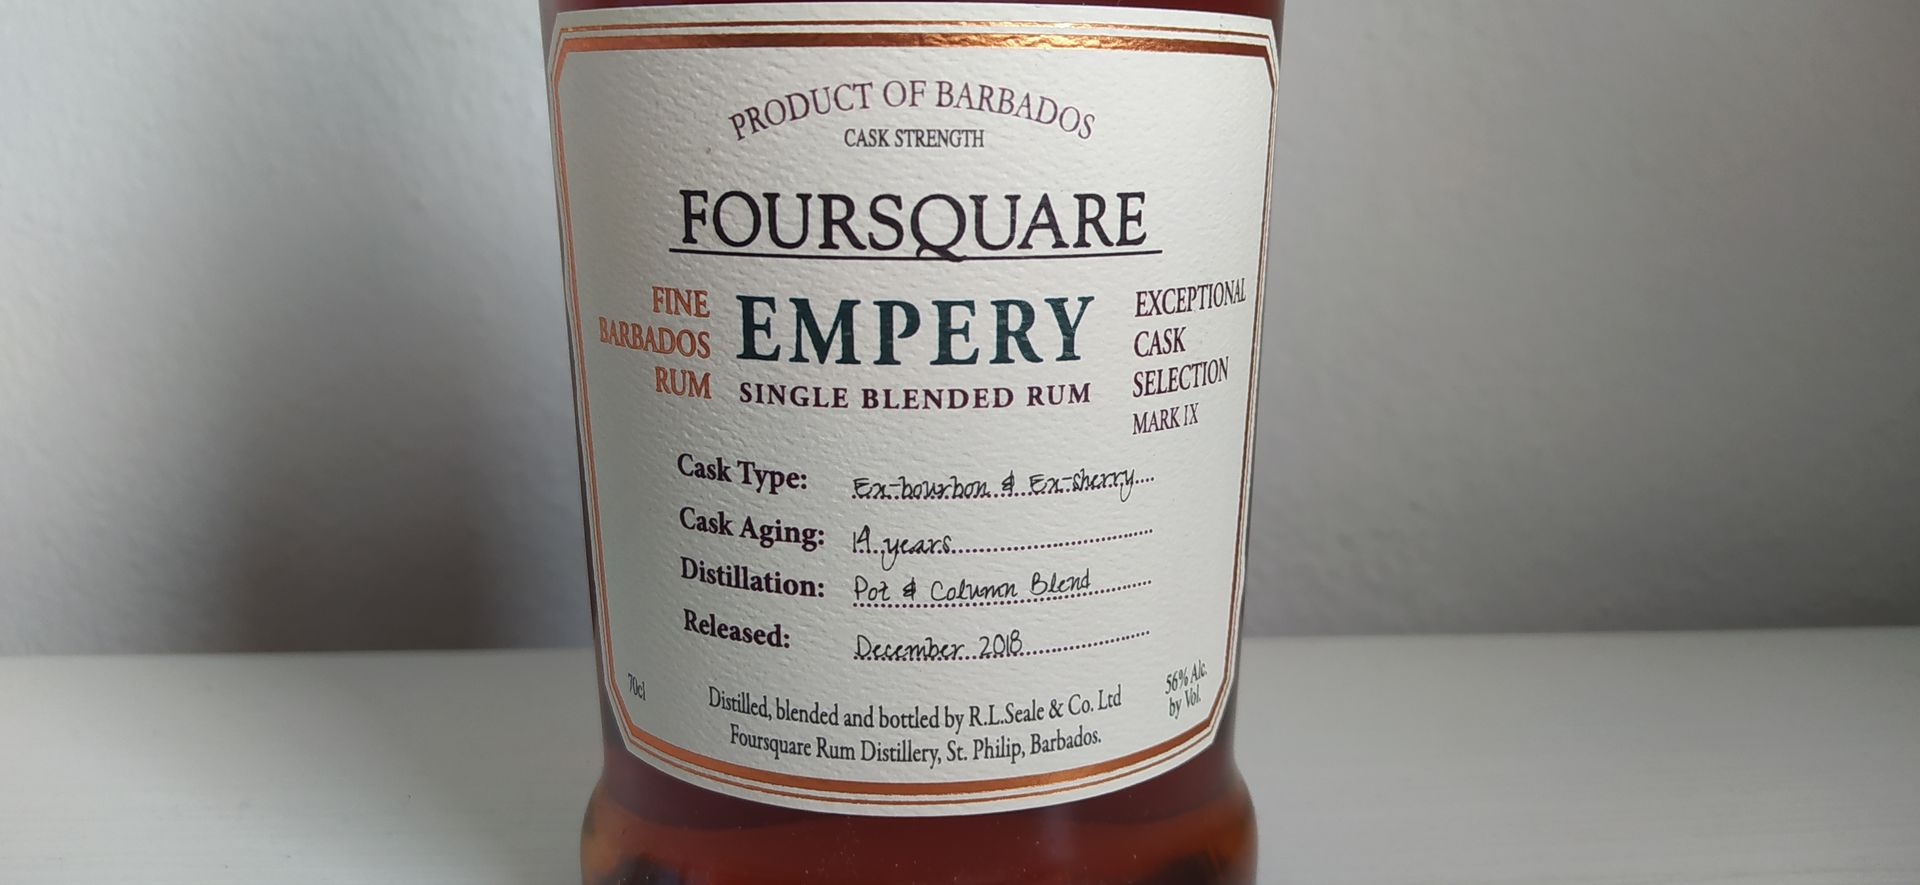 PRODUCT OF BARBADOS
CASK STRENGTH
FOURSQUARE
FINE
BARBADOS
RUM
EMPERY
SINGLE BLENDED RUM
EXCEPTIONAL
CASK
SELECTION
MARK IX
Cask Type: Ex-bourbon & Ex-sherry
Cask Aging: 14 years
Distillation: Pot & Column Blend
Released: December 2018
70cl
Distilled, blended and bottled by R.L.Seale & Co. Ltd
Foursquare Rum Distillery, St. Philip, Barbados.
56% Alc.
by Vol.